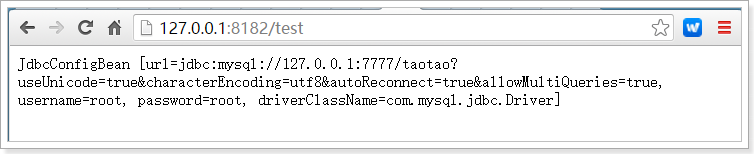 127.0.0.1:8182/test
JdbcConfigBean [url=jdbc:mysql://127.0.0.1:7777/taotao?
useUnicode=true&characterEncoding=utf8&autoReconnect=true&allowMultiQueries=true,
username=root, password=root, driverClassName=com.mysql.jdbc.Driver]